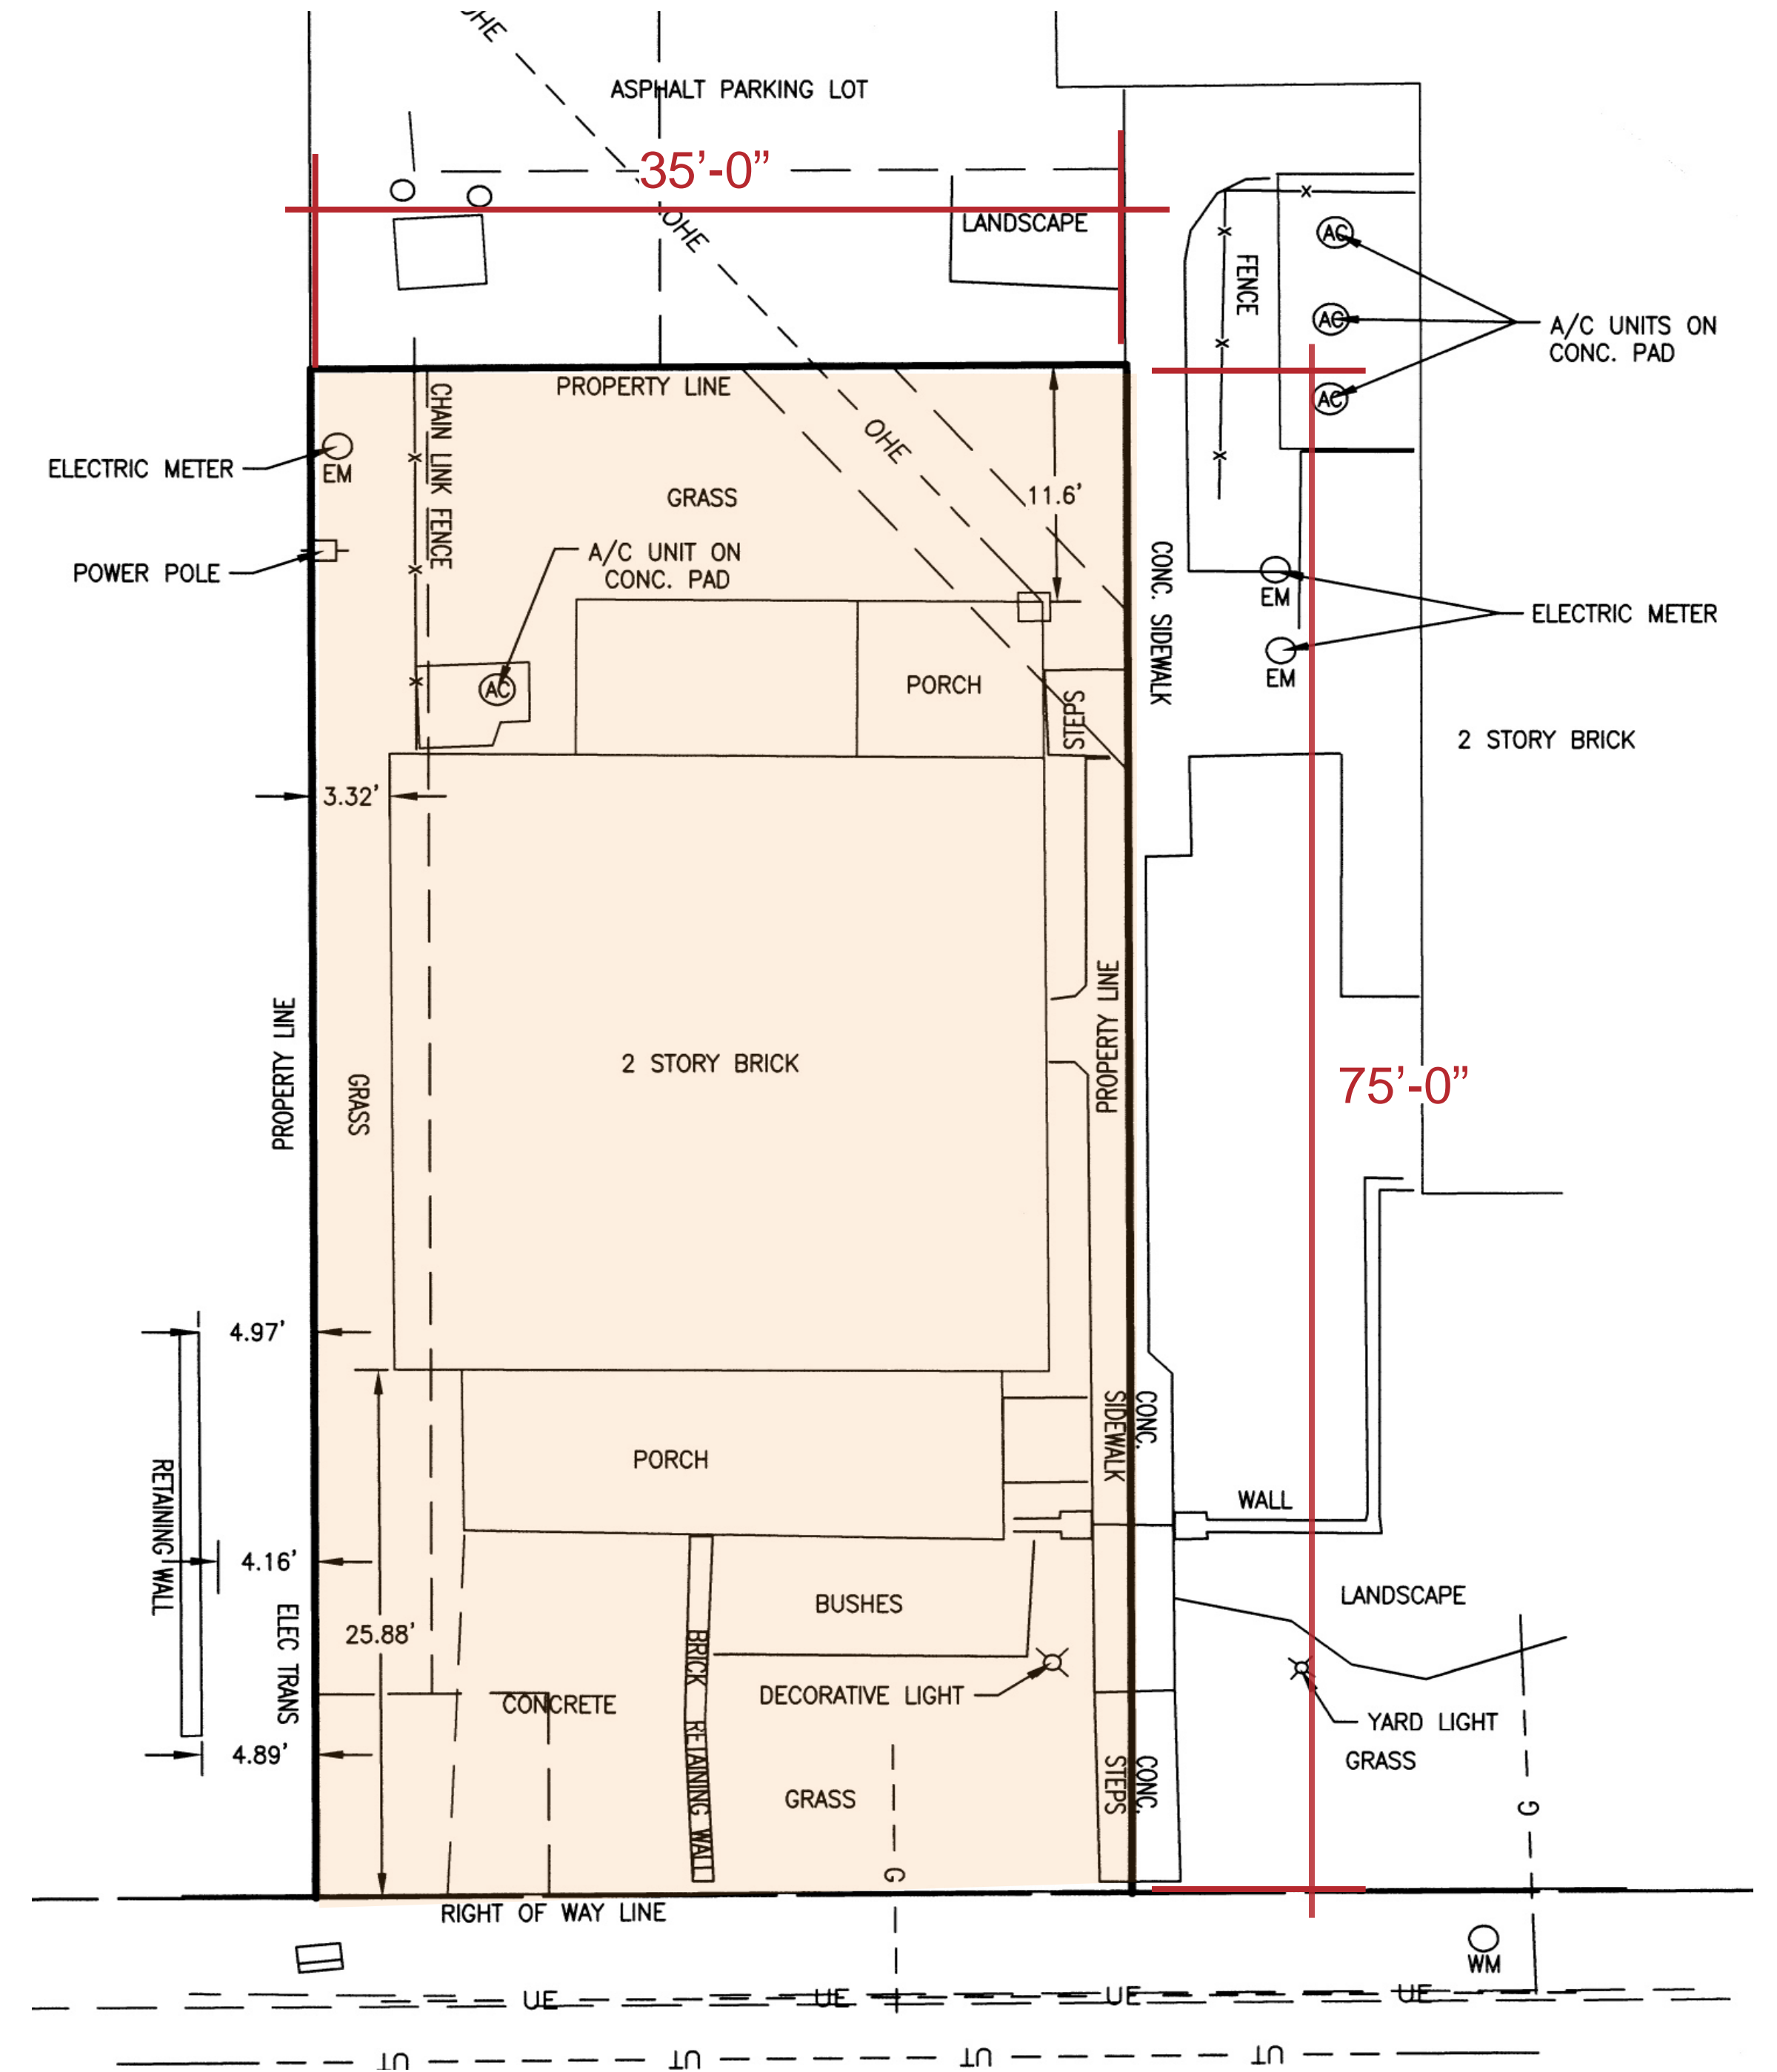 OHE
ASPHALT PARKING LOT
35'-0”
OHE
LANDSCAPE
AC
FENCE
AC
A/C UNITS ON
CONC. PAD
AC
PROPERTY LINE
CHAIN LINK FENCE
OHE
ELECTRIC METER
EM
GRASS
11.6'
A/C UNIT ON
CONC. PAD
POWER POLE
CONC. SIDEWALK
EM
ELECTRIC METER
EM
AC
PORCH
STEPS
2 STORY BRICK
3.32'
PROPERTY LINE
PROPERTY LINE
GRASS
2 STORY BRICK
75'-0”
4.97'
CONC.
SIDEWALK
PORCH
RETAINING WALL
WALL
4.16'
BUSHES
LANDSCAPE
ELEC TRANS
25.88'
BRICK RETAINING WALL
DECORATIVE LIGHT
CONCRETE
YARD LIGHT
4.89'
GRASS
CONC.
STEPS
GRASS
G
G
RIGHT OF WAY LINE
WM
UE
UE
UE
UE
UT
UT
UT
UT